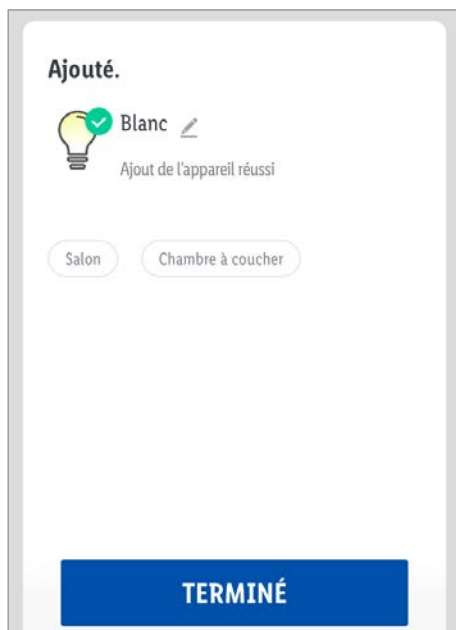 Ajouté.
Blanc
Ajout de l'appareil réussi
Salon Chambre à coucher
TERMINÉ